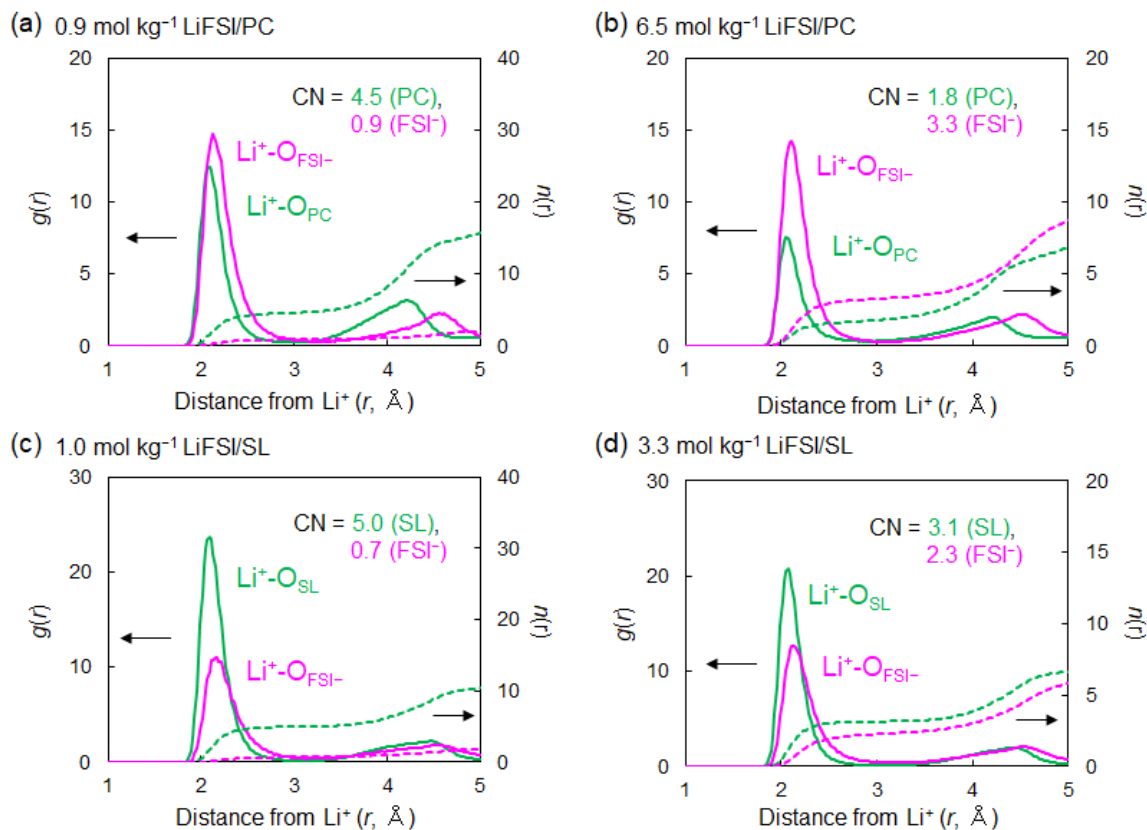 (a) 0.9 mol kg⁻¹ LiFSI/PC
20
15
10
5
0
g(r)
40
30
20
10
0
n(r)
CN = 4.5 (PC),
0.9 (FSI⁻)
Li⁺-O_FSI−
Li⁺-O_PC
1 2 3 4 5
Distance from Li⁺ (r, Å)
(b) 6.5 mol kg⁻¹ LiFSI/PC
20
15
10
5
0
g(r)
20
15
10
5
0
n(r)
CN = 1.8 (PC),
3.3 (FSI⁻)
Li⁺-O_FSI−
Li⁺-O_PC
1 2 3 4 5
Distance from Li⁺ (r, Å)
(c) 1.0 mol kg⁻¹ LiFSI/SL
30
20
10
0
g(r)
40
30
20
10
0
n(r)
CN = 5.0 (SL),
0.7 (FSI⁻)
Li⁺-O_SL
Li⁺-O_FSI−
1 2 3 4 5
Distance from Li⁺ (r, Å)
(d) 3.3 mol kg⁻¹ LiFSI/SL
30
20
10
0
g(r)
20
15
10
5
0
n(r)
CN = 3.1 (SL),
2.3 (FSI⁻)
Li⁺-O_SL
Li⁺-O_FSI−
1 2 3 4 5
Distance from Li⁺ (r, Å)